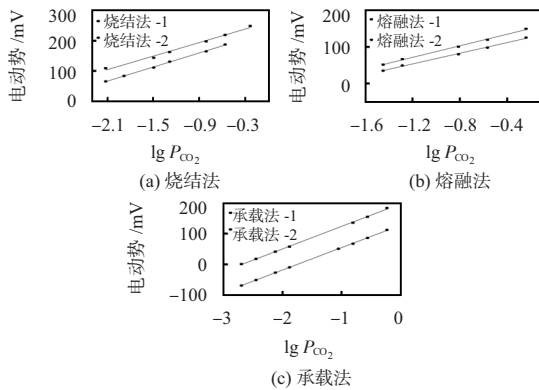 电动势 /mV
300
200
100
0
烧结法 -1
烧结法 -2
-2.1 -1.5 -0.9 -0.3
lg P_CO2
(a) 烧结法
电动势 /mV
200
100
0
熔融法 -1
熔融法 -2
-1.6 -1.2 -0.8 -0.4
lg P_CO2
(b) 熔融法
电动势 /mV
200
100
0
-100
承载法 -1
承载法 -2
-3 -2 -1 0
lg P_CO2
(c) 承载法